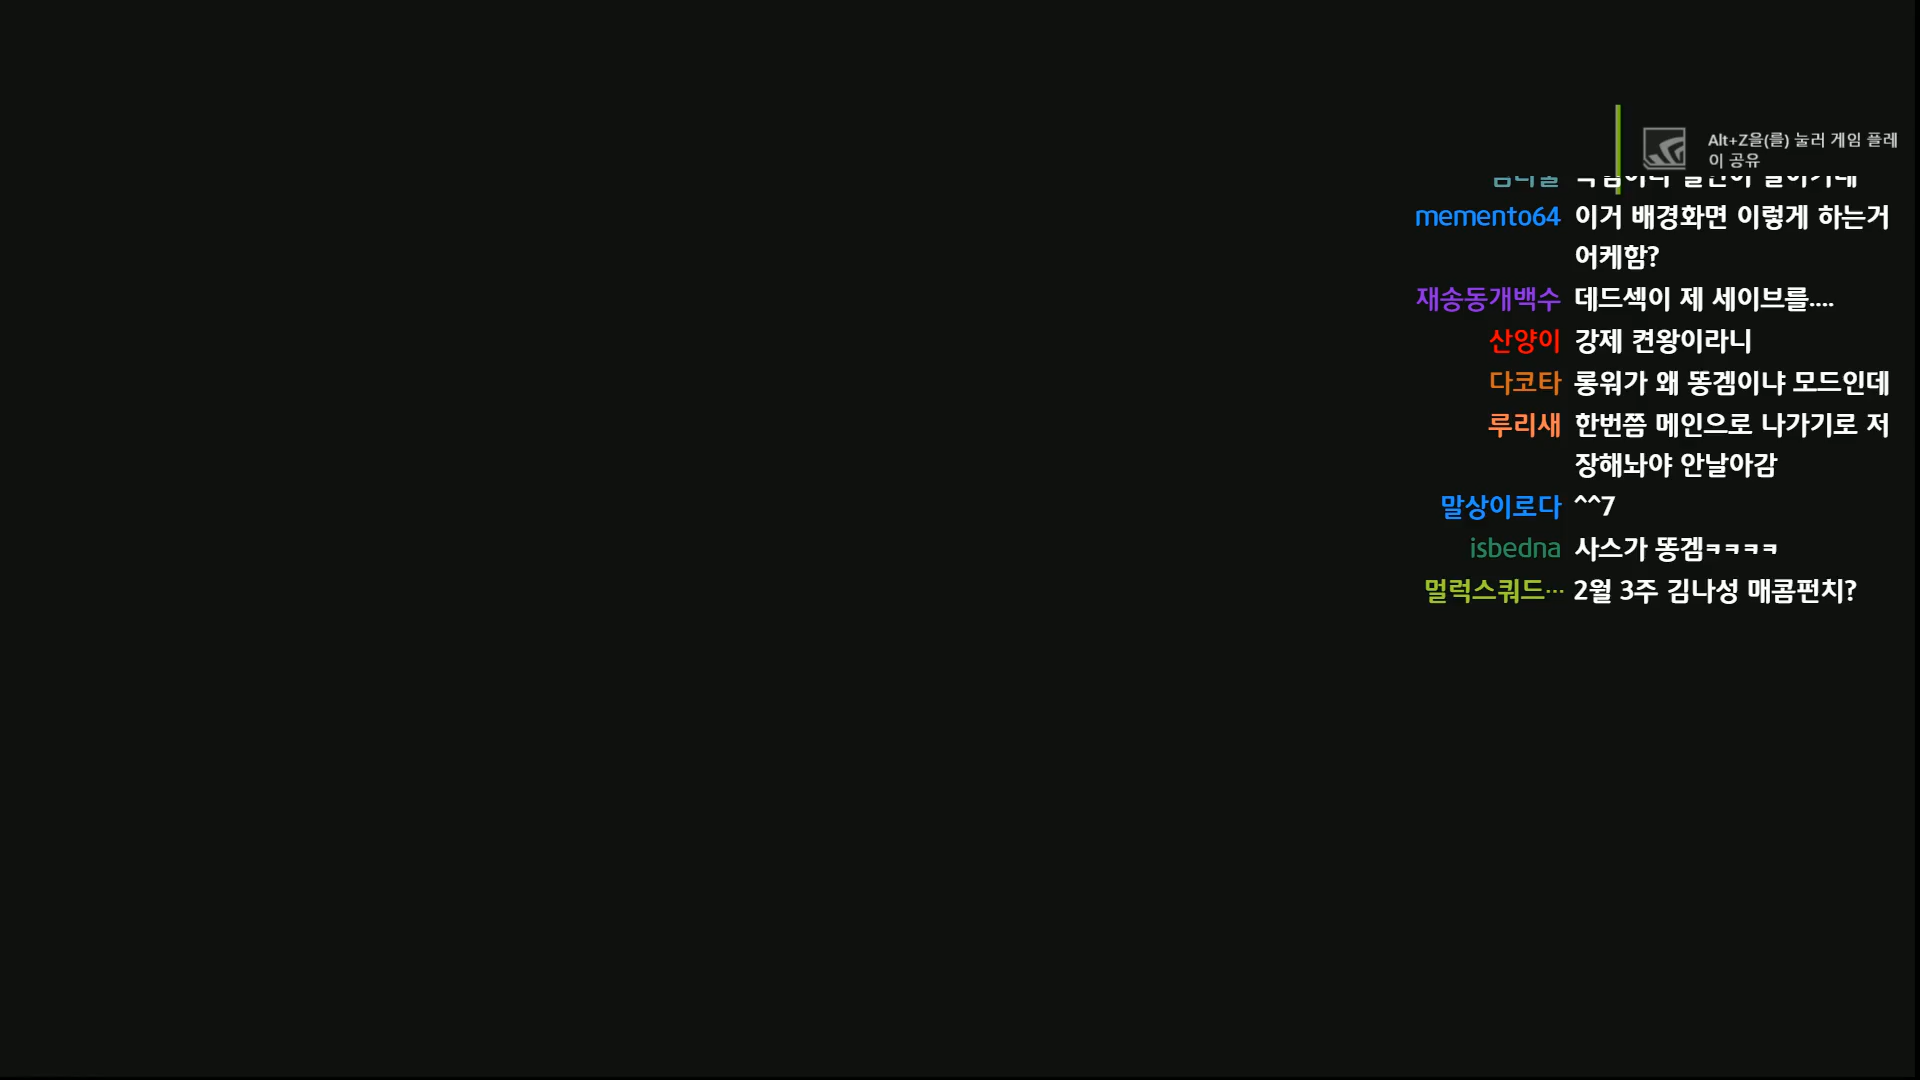 Alt+Z을(를) 눌러 게임 플레
이 공유
memento64 이거 배경화면 이렇게 하는거
어케함?
재송동개백수 데드섹이 제 세이브를....
산양이 강제 켠왕이라니
다코타 롱워가 왜 똥겜이냐 모드인데
루리새 한번쯤 메인으로 나가기로 저
장해놔야 안날아감
말상이로다 ^^7
isbedna 사스가 똥겜ㅋㅋㅋㅋ
멀럭스쿼드… 2월 3주 김나성 매콤펀치?